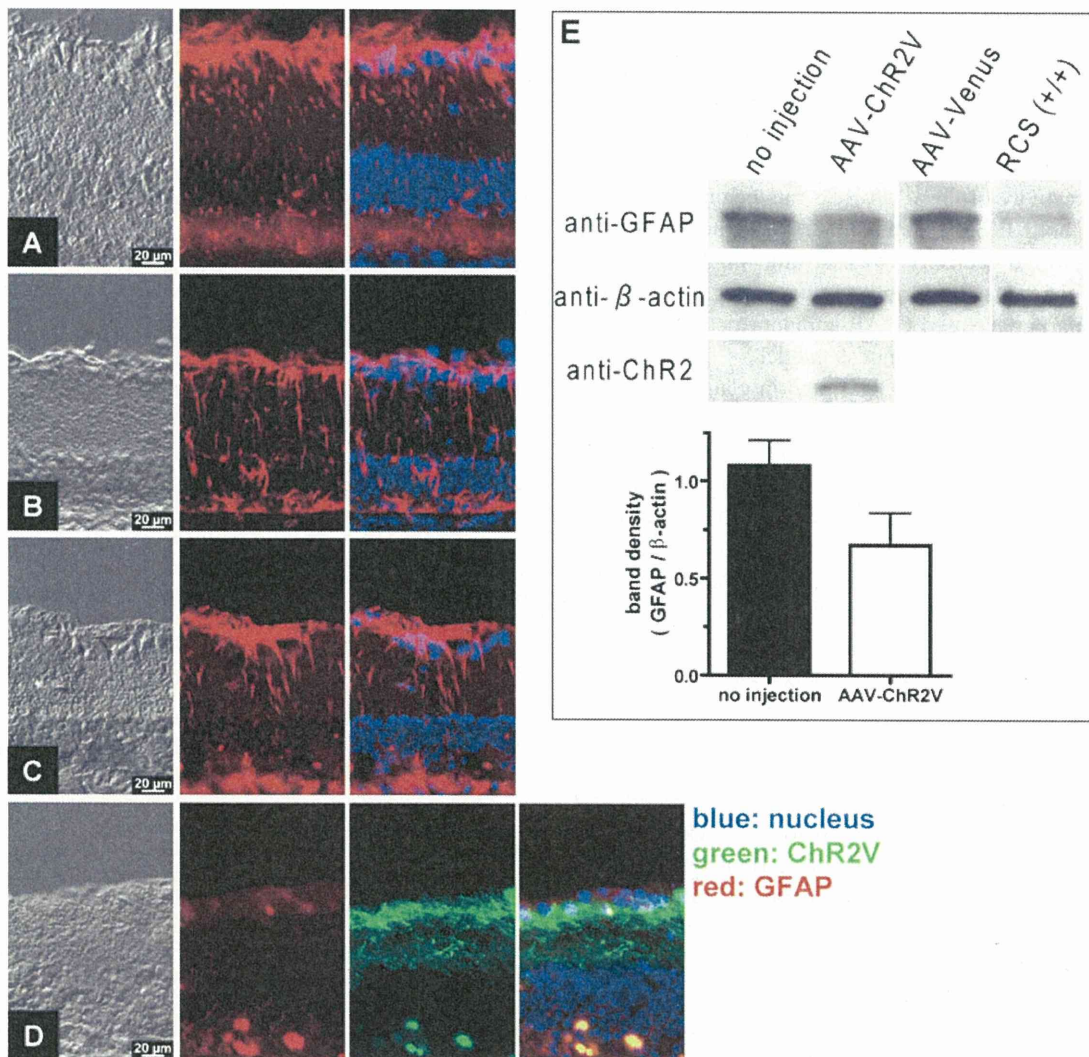 A
20 µm
B
20 µm
C
20 µm
D
20 µm
blue: nucleus
green: ChR2V
red: GFAP
E
no injection
AAV-ChR2V
AAV-Venus
RCS (+/+)
anti-GFAP
anti-β-actin
anti-ChR2
band density
( GFAP / β-actin )
1.0
0.5
0.0
no injection
AAV-ChR2V